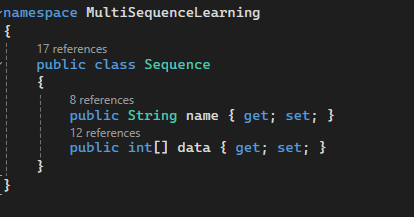 namespace MultiSequenceLearning
{
17 references
public class Sequence
{
8 references
public String name { get; set; }
12 references
public int[] data { get; set; }
}
}